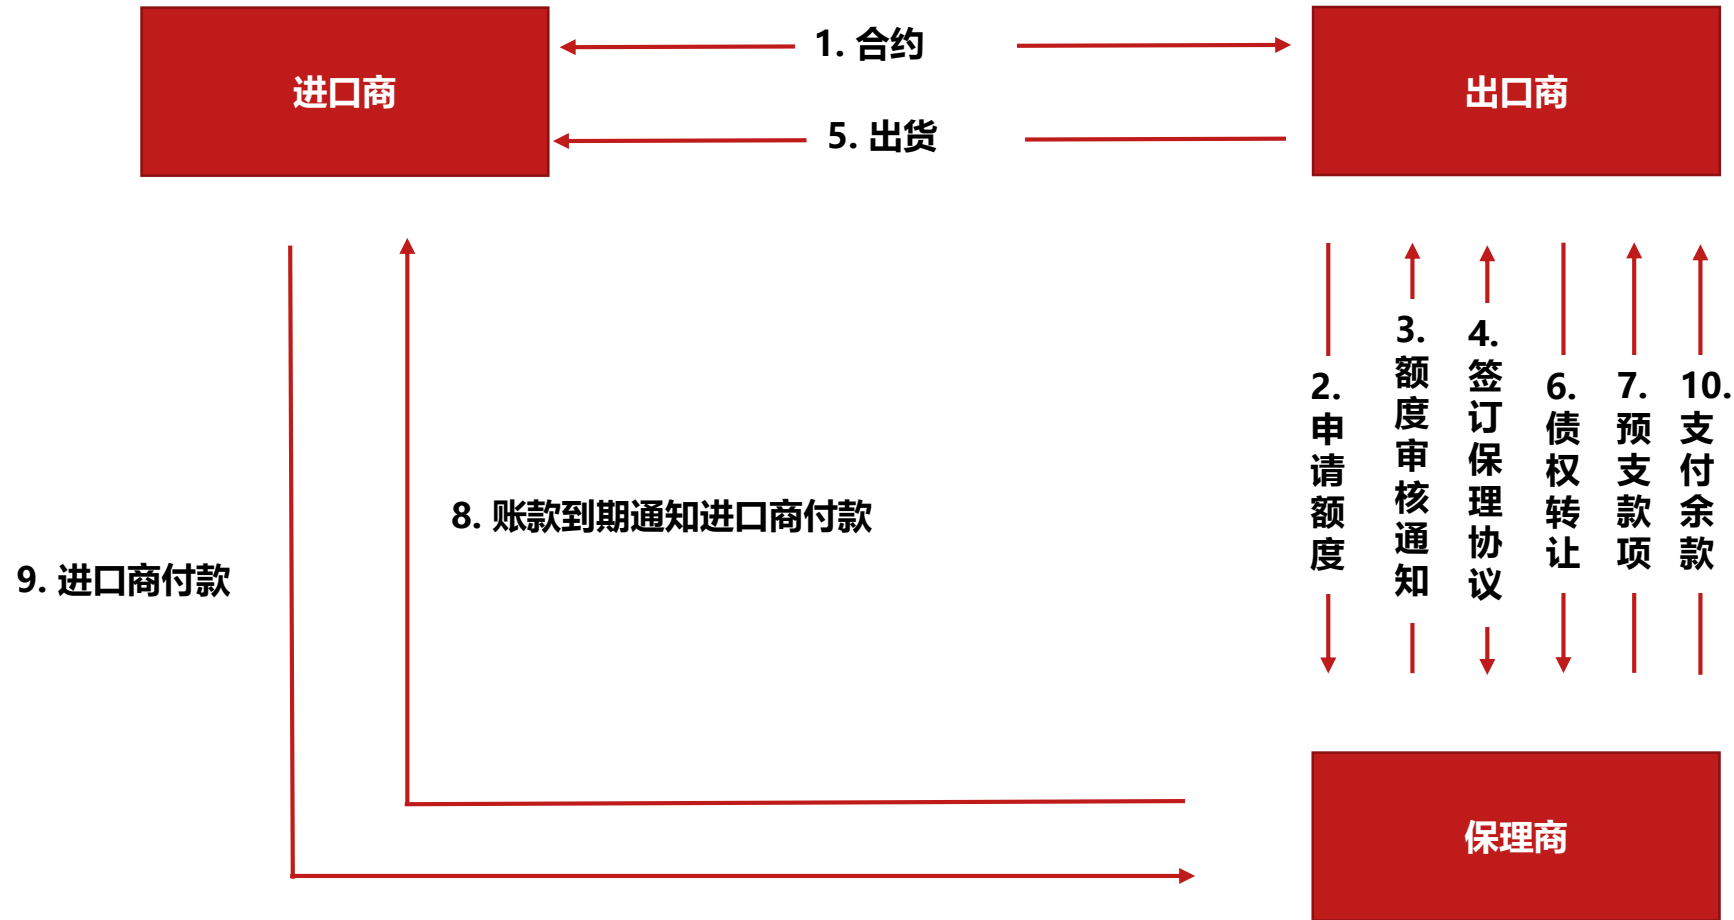 进口商
1. 合约
出口商
5. 出货
2.
申请额度
3.
额度审核通知
4.
签订保理协议
6.
债权转让
7.
预支款项
10.
支付余款
8. 账款到期通知进口商付款
9. 进口商付款
保理商